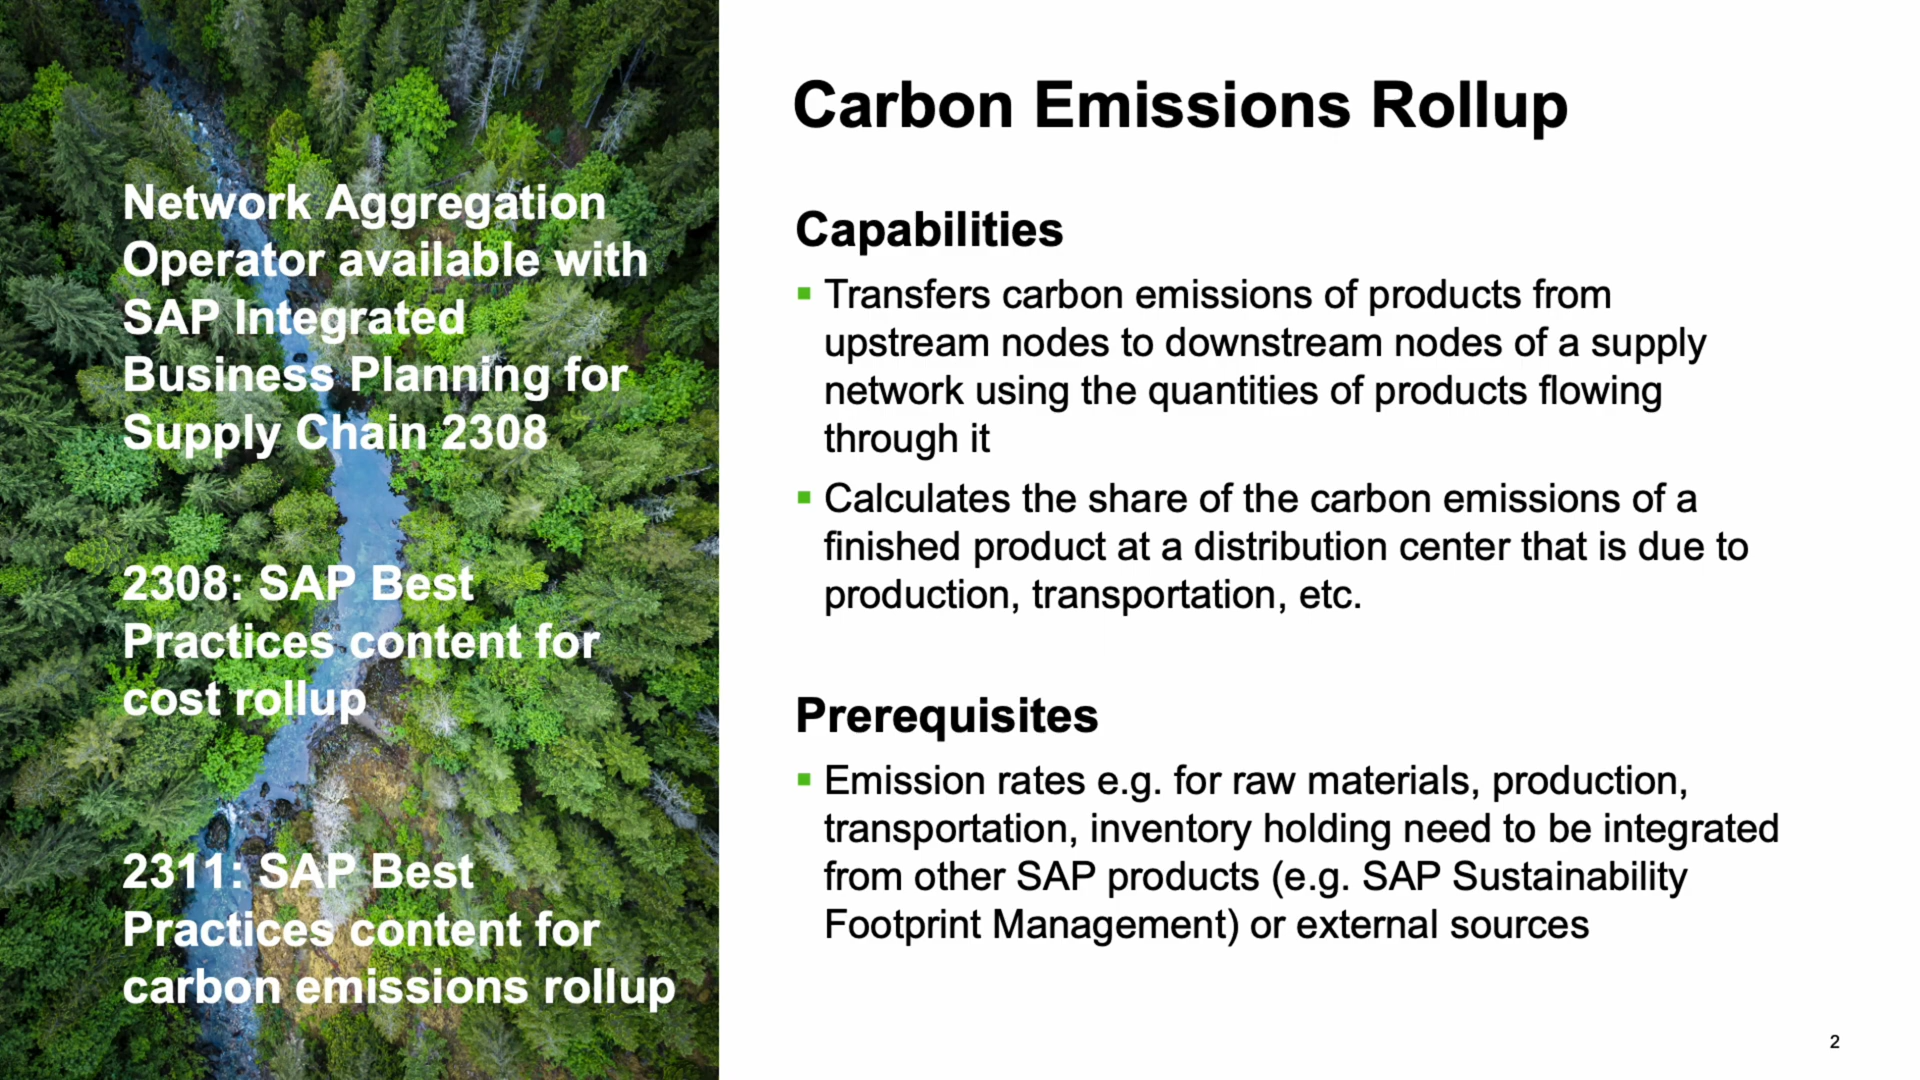 Network Aggregation
Operator available with
SAP Integrated
Business Planning for
Supply Chain 2308
2308: SAP Best
Practices content for
cost rollup
2311: SAP Best
Practices content for
carbon emissions rollup
Carbon Emissions Rollup
Capabilities
▪ Transfers carbon emissions of products from
upstream nodes to downstream nodes of a supply
network using the quantities of products flowing
through it
▪ Calculates the share of the carbon emissions of a
finished product at a distribution center that is due to
production, transportation, etc.
Prerequisites
▪ Emission rates e.g. for raw materials, production,
transportation, inventory holding need to be integrated
from other SAP products (e.g. SAP Sustainability
Footprint Management) or external sources
2